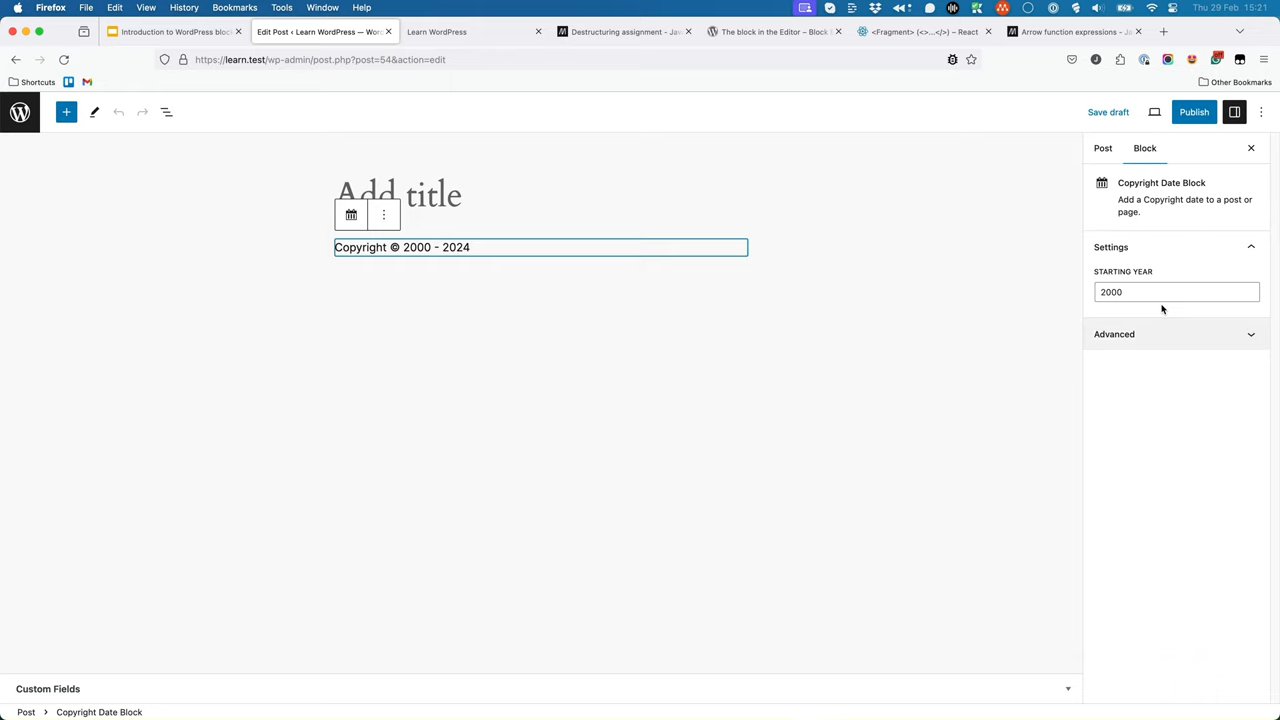 Firefox File Edit View History Bookmarks Tools Window Help Thu 29 Feb 15:21
Introduction to WordPress block Edit Post ‹ Learn WordPress — Wor Learn WordPress Destructuring assignment - Java The block in the Editor – Block <Fragment> (<>...</>) – React Arrow function expressions - Ja
https://learn.test/wp-admin/post.php?post=54&action=edit
Shortcuts Other Bookmarks
Save draft Publish
Post Block
Add title
Copyright Date Block
Add a Copyright date to a post or
page.
Copyright © 2000 - 2024
Settings
STARTING YEAR
2000
Advanced
Custom Fields
Post Copyright Date Block